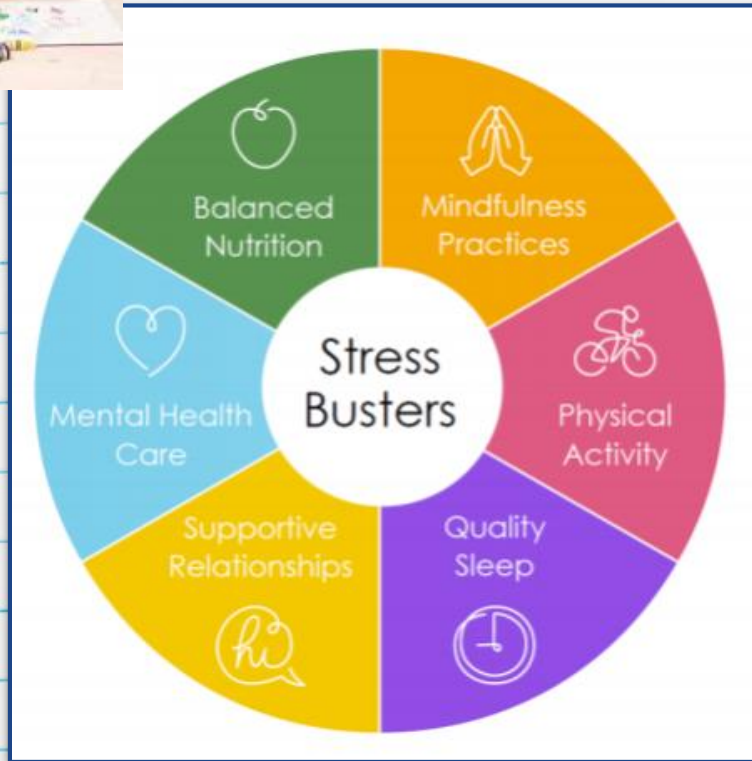 Stress
Busters
Balanced
Nutrition
Mindfulness
Practices
Physical
Activity
Quality
Sleep
Supportive
Relationships
hi
Mental Health
Care